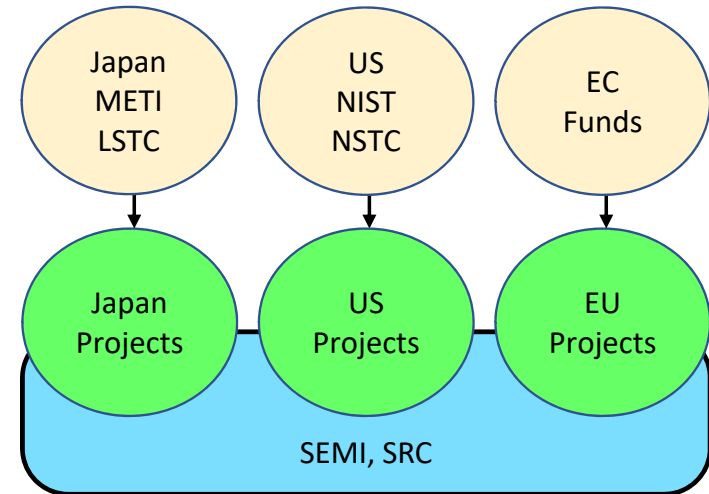 Japan
METI
LSTC
US
NIST
NSTC
EC
Funds
Japan
Projects
US
Projects
EU
Projects
SEMI, SRC